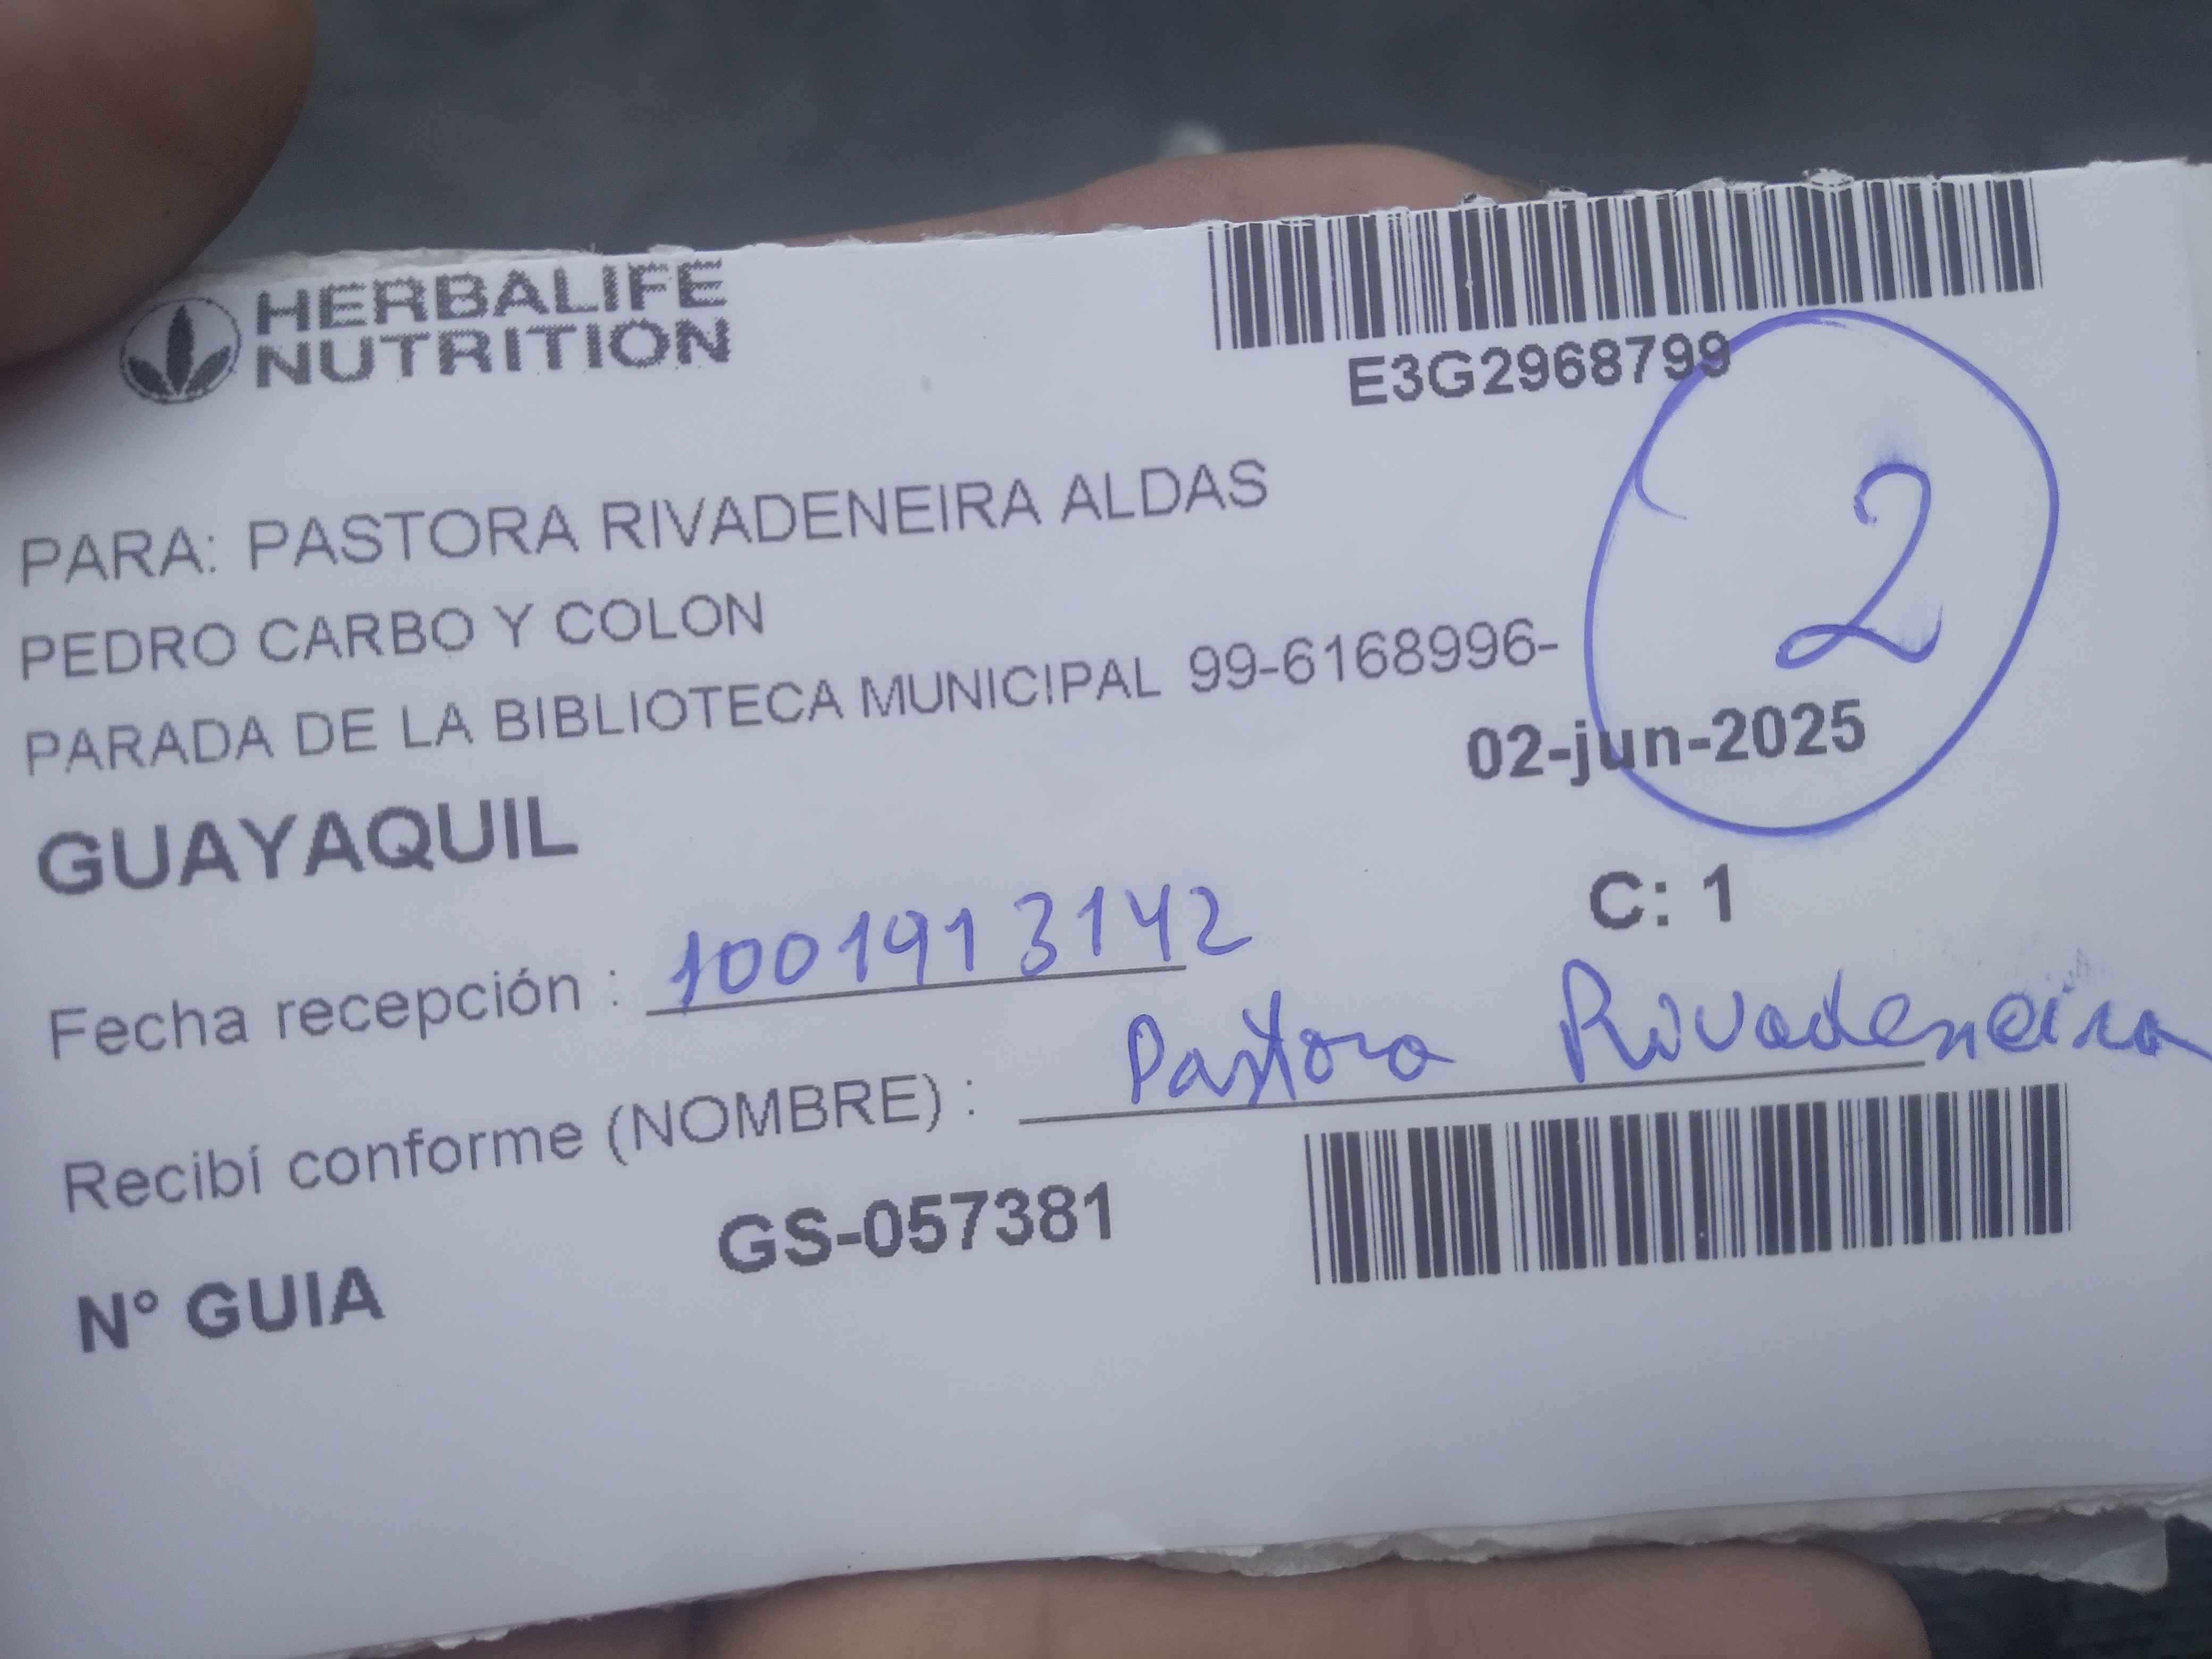 HERBALIFE
NUTRITION
E3G2968799
2
PARA: PASTORA RIVADENEIRA ALDAS
PEDRO CARBO Y COLON
PARADA DE LA BIBLIOTECA MUNICIPAL 99-6168996-
02-jun-2025
GUAYAQUIL
C: 1
Fecha recepción : 1001913142
Recibí conforme (NOMBRE) : Pastora Rivadeneira
Nº GUIA GS-057381